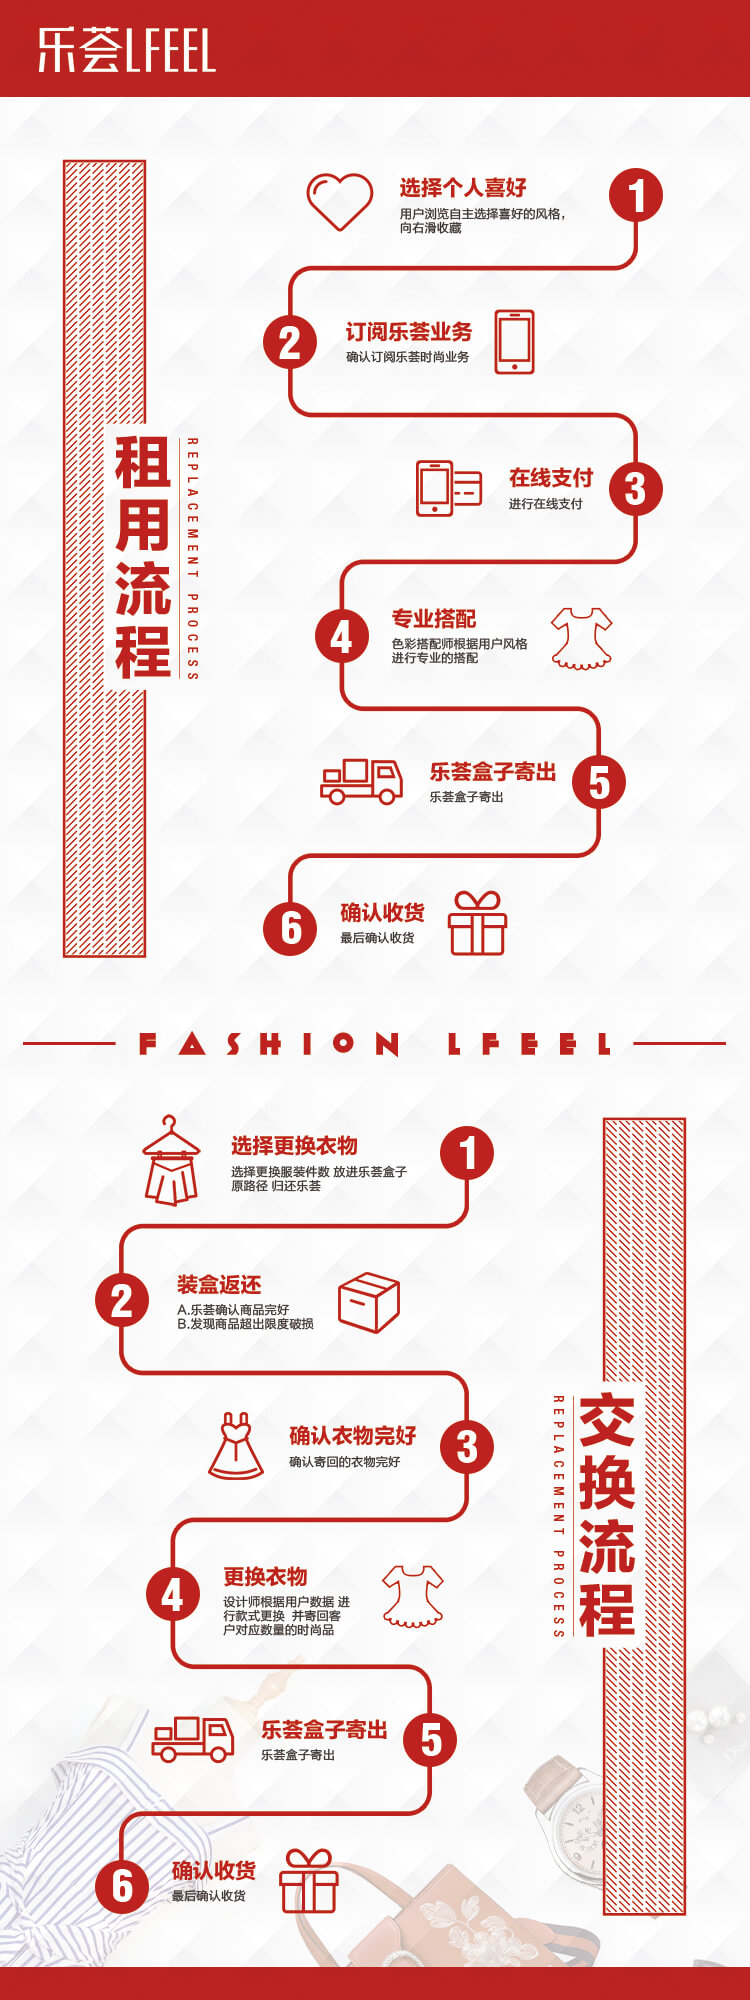 乐荟LFEEL
租用流程
REPLACEMENT PROCESS
1
选择个人喜好
用户浏览自主选择喜好的风格，
向右滑收藏
2
订阅乐荟业务
确认订阅乐荟时尚业务
3
在线支付
进行在线支付
4
专业搭配
色彩搭配师根据用户风格
进行专业的搭配
5
乐荟盒子寄出
乐荟盒子寄出
6
确认收货
最后确认收货
FASHION LFEEL
交换流程
REPLACEMENT PROCESS
1
选择更换衣物
选择更换服装件数 放进乐荟盒子
原路径 归还乐荟
2
装盒返还
A.乐荟确认商品完好
B.发现商品超出限度破损
3
确认衣物完好
确认寄回的衣物完好
4
更换衣物
设计师根据用户数据 进
行款式更换 并寄回客
户对应数量的时尚品
5
乐荟盒子寄出
乐荟盒子寄出
6
确认收货
最后确认收货
Dior
12